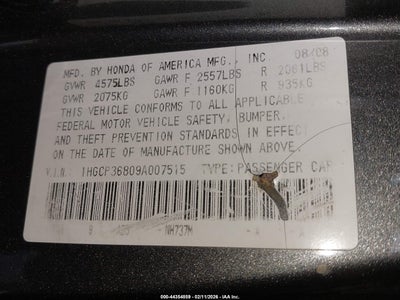 MFD. BY HONDA OF AMERICA MFG., INC 08/08
GVWR 4575LBS GAWR F 2557LBS R 2061LBS
GVWR 2075KG GAWR F 1160KG R 935KG
THIS VEHICLE CONFORMS TO ALL APPLICABLE
FEDERAL MOTOR VEHICLE SAFETY, BUMPER,
AND THEFT PREVENTION STANDARDS IN EFFECT
ON THE DATE OF MANUFACTURE SHOWN ABOVE.
V.I.N. 1HGCP36809A007515 TYPE: PASSENGER CAR
NH737M
000-44354059 - 02/11/2026 - IAA Inc.